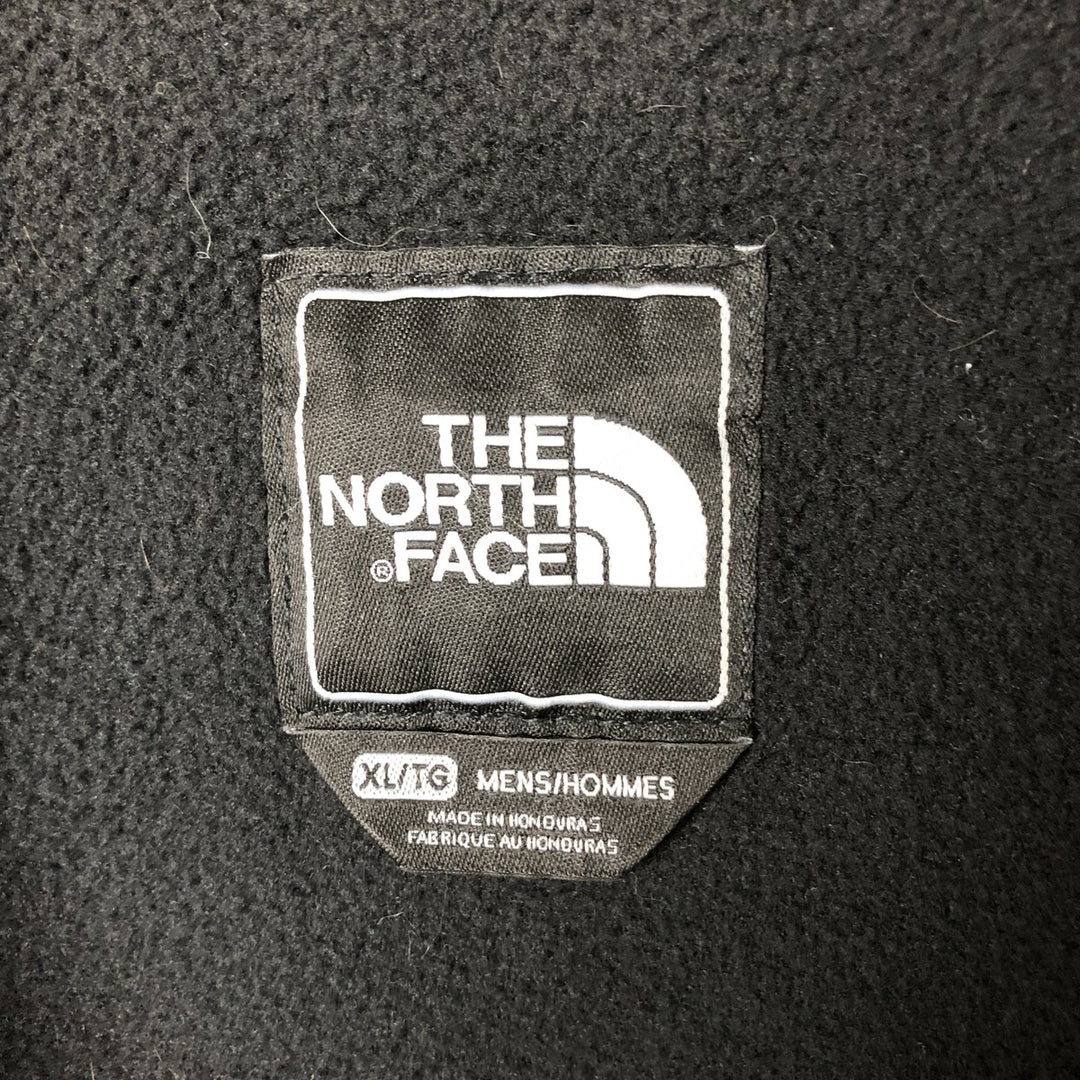 THE
NORTH
®FACE
XL/TG MENS/HOMMES
MADE IN HONDURAS
FABRIQUE AU HONDURAS